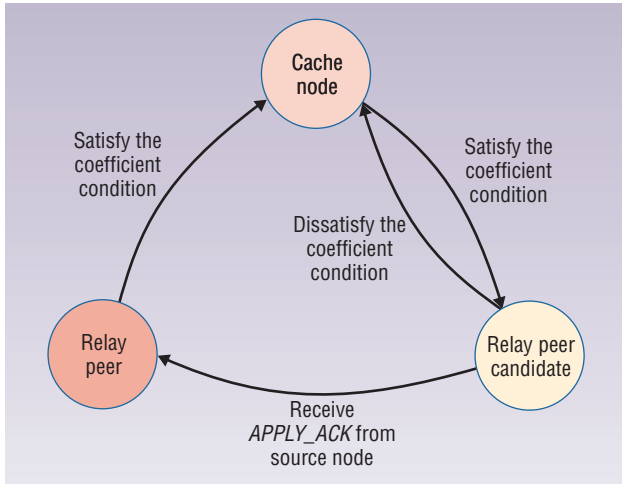 Cache
node
Satisfy the
coefficient
condition
Satisfy the
coefficient
condition
Dissatisfy the
coefficient
condition
Relay
peer
Relay peer
candidate
Receive
APPLY_ACK from
source node